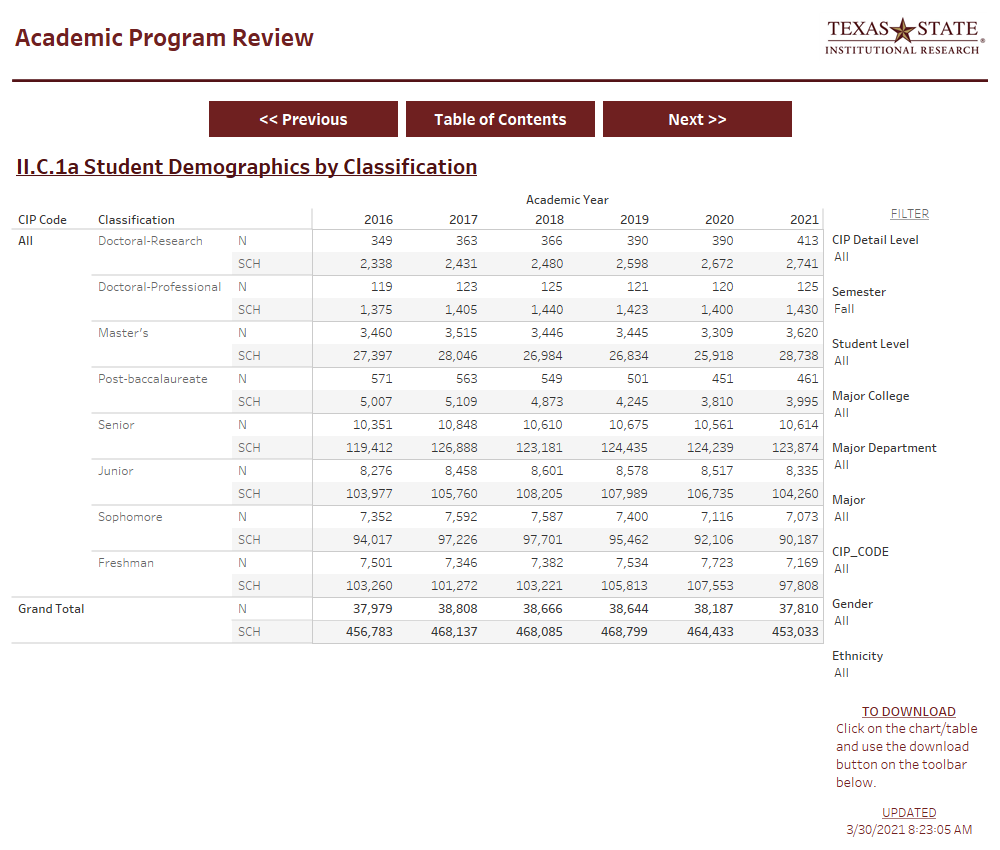 Academic Program Review
TEXAS STATE®
INSTITUTIONAL RESEARCH
<< Previous Table of Contents Next >>
II.C.1a Student Demographics by Classification
Academic Year
CIP Code Classification 2016 2017 2018 2019 2020 2021
All Doctoral-Research N 349 363 366 390 390 413
SCH 2,338 2,431 2,480 2,598 2,672 2,741
Doctoral-Professional N 119 123 125 121 120 125
SCH 1,375 1,405 1,440 1,423 1,400 1,430
Master's N 3,460 3,515 3,446 3,445 3,309 3,620
SCH 27,397 28,046 26,984 26,834 25,918 28,738
Post-baccalaureate N 571 563 549 501 451 461
SCH 5,007 5,109 4,873 4,245 3,810 3,995
Senior N 10,351 10,848 10,610 10,675 10,561 10,614
SCH 119,412 126,888 123,181 124,435 124,239 123,874
Junior N 8,276 8,458 8,601 8,578 8,517 8,335
SCH 103,977 105,760 108,205 107,989 106,735 104,260
Sophomore N 7,352 7,592 7,587 7,400 7,116 7,073
SCH 94,017 97,226 97,701 95,462 92,106 90,187
Freshman N 7,501 7,346 7,382 7,534 7,723 7,169
SCH 103,260 101,272 103,221 105,813 107,553 97,808
Grand Total N 37,979 38,808 38,666 38,644 38,187 37,810
SCH 456,783 468,137 468,085 468,799 464,433 453,033
FILTER
CIP Detail Level
All
Semester
Fall
Student Level
All
Major College
All
Major Department
All
Major
All
CIP_CODE
All
Gender
All
Ethnicity
All
TO DOWNLOAD
Click on the chart/table
and use the download
button on the toolbar
below.
UPDATED
3/30/2021 8:23:05 AM